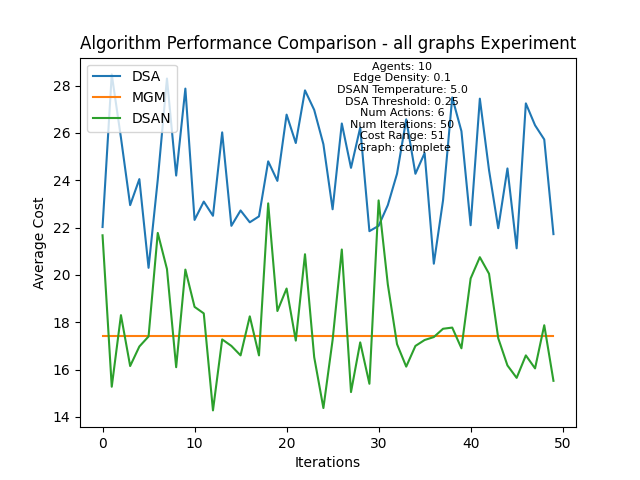 Algorithm Performance Comparison - all graphs Experiment
DSA
MGM
DSAN
Agents: 10
Edge Density: 0.1
DSAN Temperature: 5.0
DSA Threshold: 0.25
Num Actions: 6
Num Iterations: 50
Cost Range: 51
Graph: complete
Average Cost
28
26
24
22
20
18
16
14
0 10 20 30 40 50
Iterations